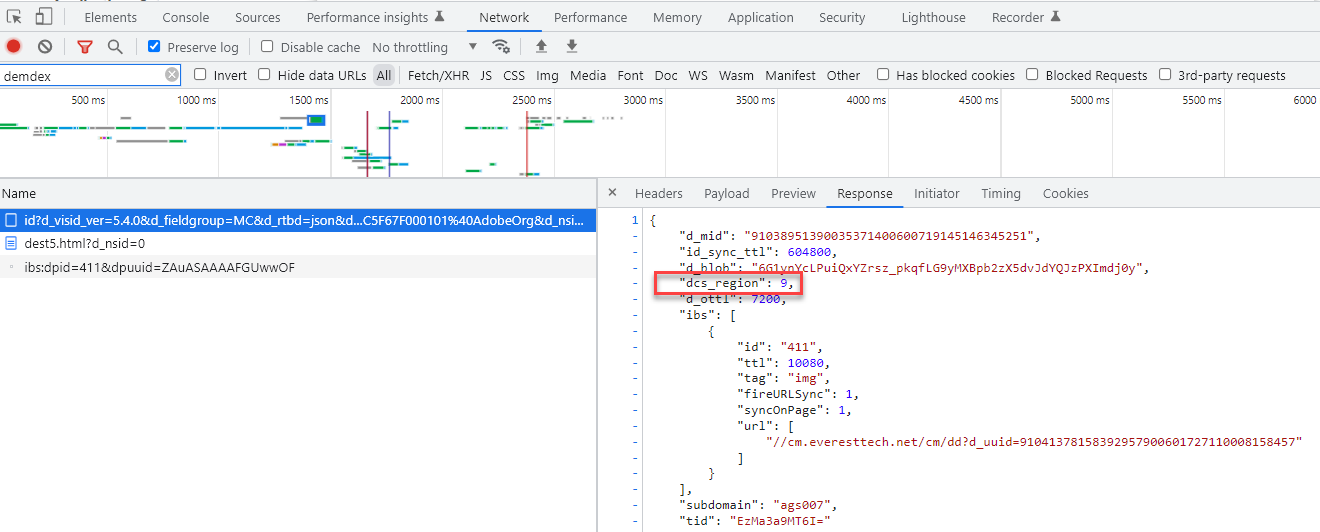 Elements Console Sources Performance insights Network Performance Memory Application Security Lighthouse Recorder
Preserve log Disable cache No throttling
demdex Invert Hide data URLs All Fetch/XHR JS CSS Img Media Font Doc WS Wasm Manifest Other Has blocked cookies Blocked Requests 3rd-party requests
500 ms 1000 ms 1500 ms 2000 ms 2500 ms 3000 ms 3500 ms 4000 ms 4500 ms 5000 ms 5500 ms 6000
Name
id?d_visid_ver=5.4.0&d_fieldgroup=MC&d_rtbd=json&d...C5F67F000101%40AdobeOrg&d_nsi...
dest5.html?d_nsid=0
ibs:dpid=411&dpuuid=ZAuASAAAAFGUwwOF
× Headers Payload Preview Response Initiator Timing Cookies
1 {
- "d_mid": "91038951390035371400600719145146345251",
- "id_sync_ttl": 604800,
- "d_blob": "6G1ynYcLPuiQxYZrsz_pkqfLG9yMXBpb2zX5dvJdYQJzPXImdj0y",
- "dcs_region": 9,
- "d_ottl": 7200,
- "ibs": [
- {
- "id": "411",
- "ttl": 10080,
- "tag": "img",
- "fireURLSync": 1,
- "syncOnPage": 1,
- "url": [
- "//cm.everesttech.net/cm/dd?d_uuid=91041378158392957900601727110008158457"
- ]
- }
- ],
- "subdomain": "ags007",
- "tid": "EzMa3a9MT6I="